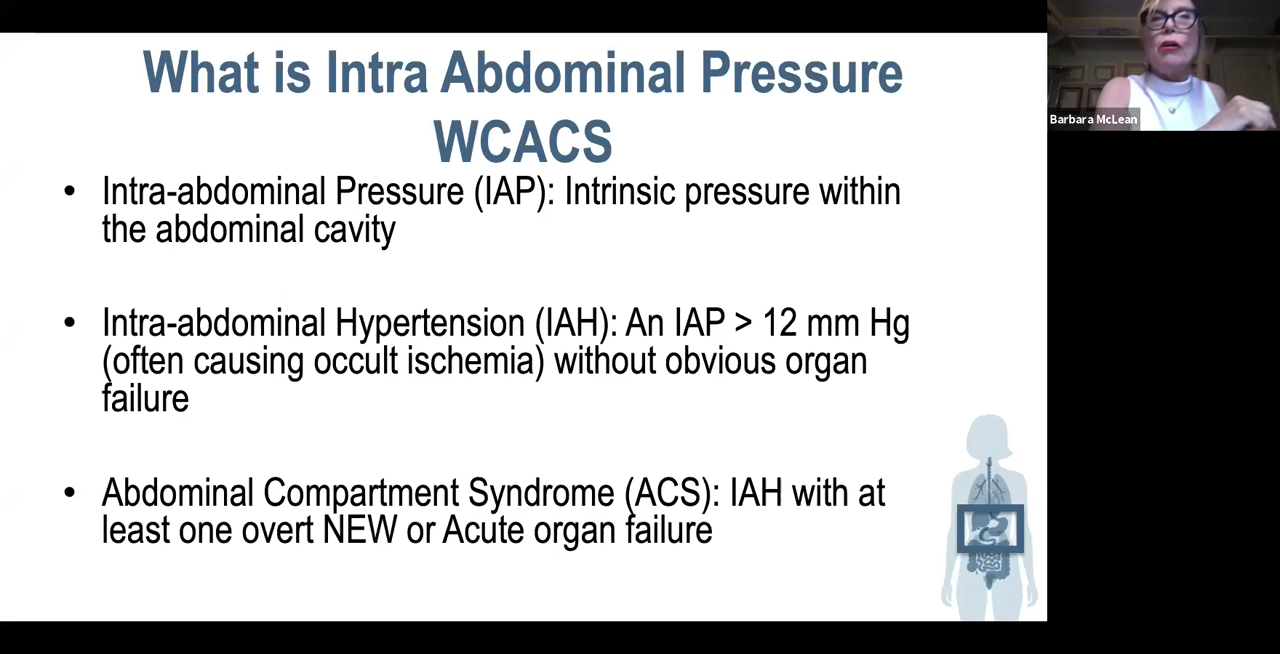 What is Intra Abdominal Pressure
WCACS
• Intra-abdominal Pressure (IAP): Intrinsic pressure within
the abdominal cavity
• Intra-abdominal Hypertension (IAH): An IAP > 12 mm Hg
(often causing occult ischemia) without obvious organ
failure
• Abdominal Compartment Syndrome (ACS): IAH with at
least one overt NEW or Acute organ failure
Barbara McLean